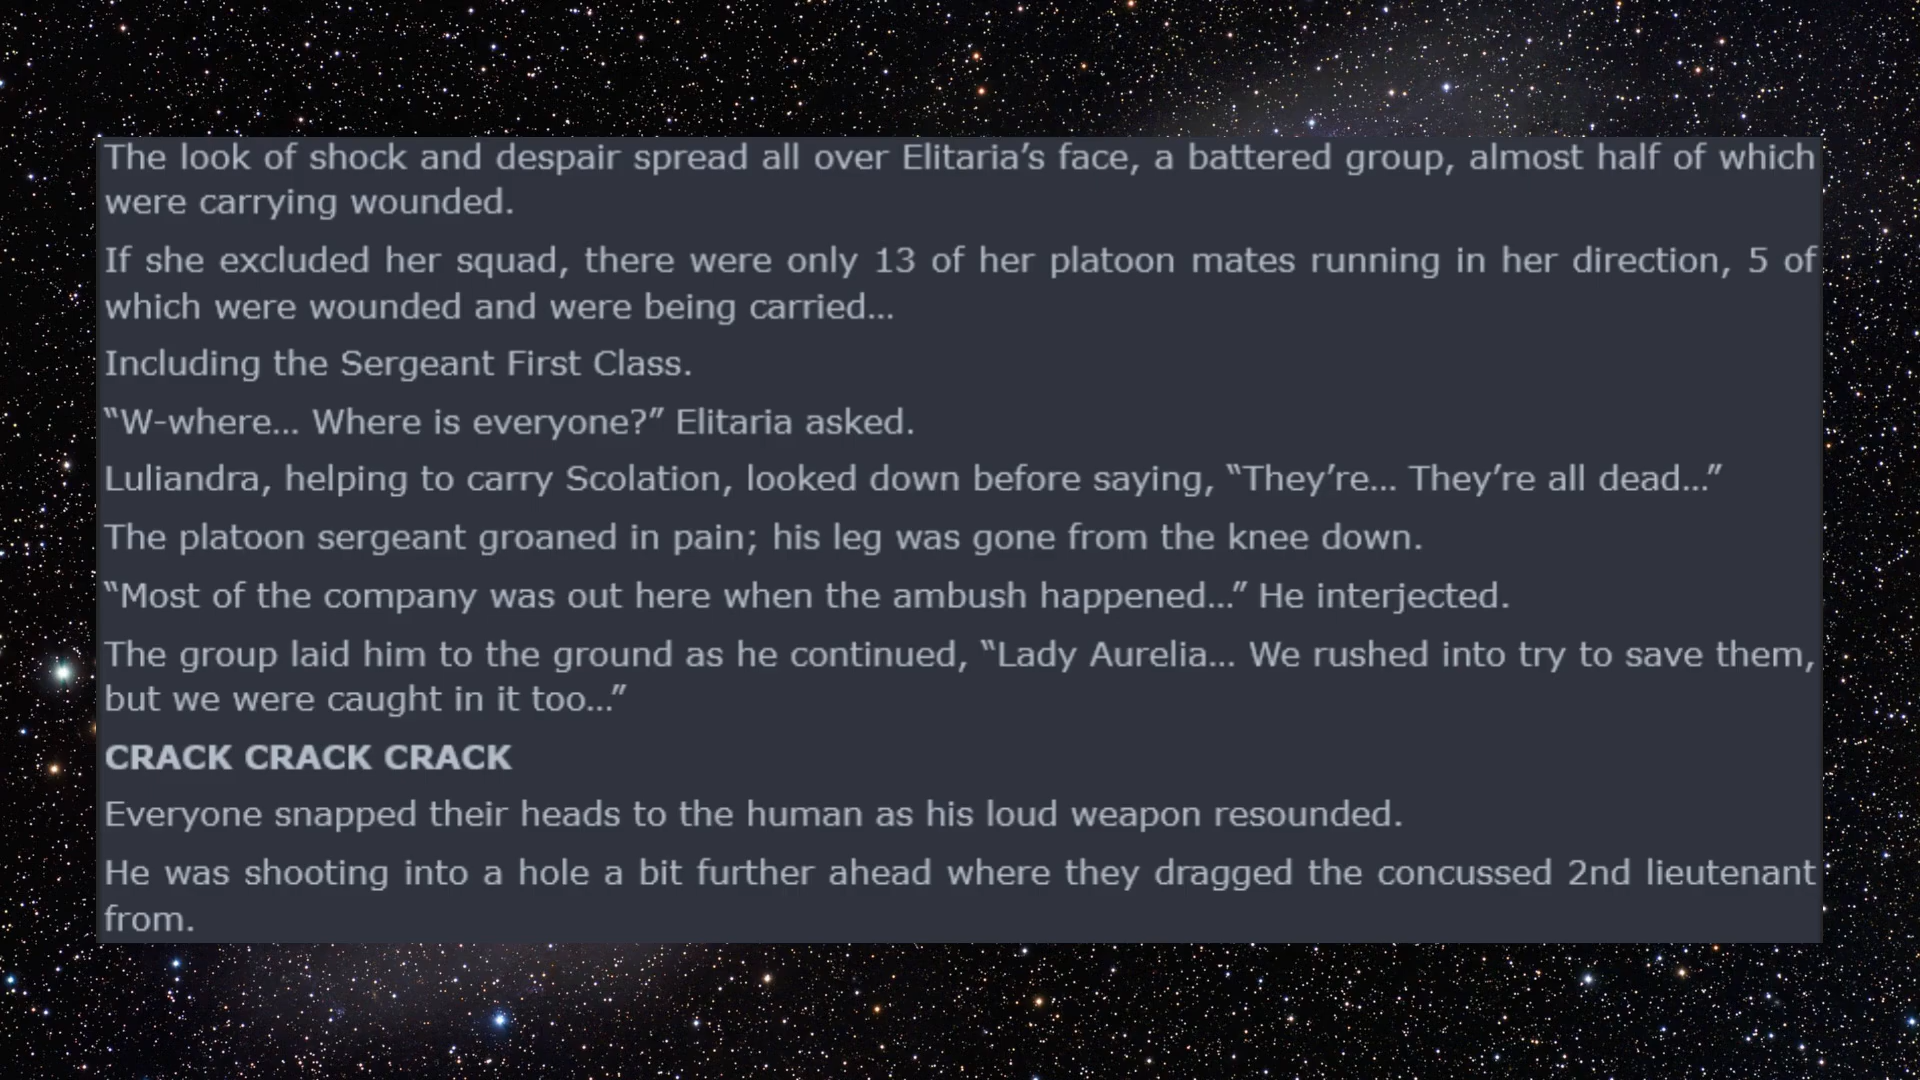 The look of shock and despair spread all over Elitaria’s face, a battered group, almost half of which
were carrying wounded.
If she excluded her squad, there were only 13 of her platoon mates running in her direction, 5 of
which were wounded and were being carried...
Including the Sergeant First Class.
“W-where... Where is everyone?” Elitaria asked.
Luliandra, helping to carry Scolation, looked down before saying, “They’re... They’re all dead...”
The platoon sergeant groaned in pain; his leg was gone from the knee down.
“Most of the company was out here when the ambush happened...” He interjected.
The group laid him to the ground as he continued, “Lady Aurelia... We rushed into try to save them,
but we were caught in it too...”
CRACK CRACK CRACK
Everyone snapped their heads to the human as his loud weapon resounded.
He was shooting into a hole a bit further ahead where they dragged the concussed 2nd lieutenant
from.